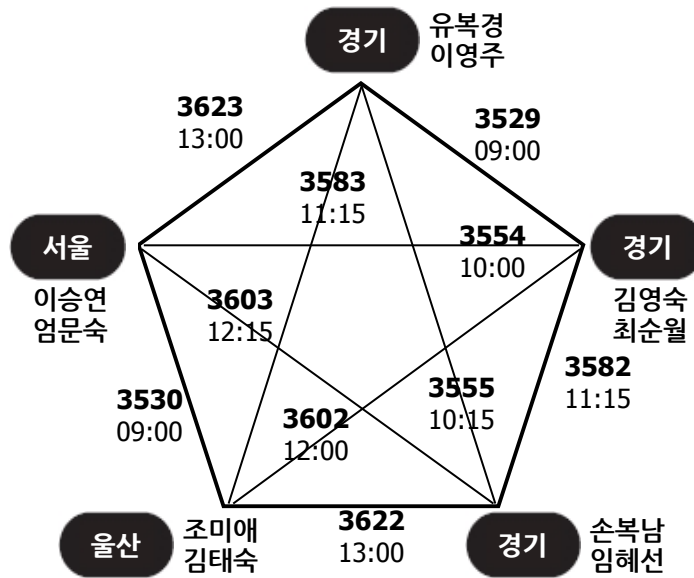 경기
유복경
이영주
3623
13:00
3529
09:00
3583
11:15
서울
이승연
엄문숙
3554
10:00
경기
김영숙
최순월
3603
12:15
3530
09:00
3602
12:00
3555
10:15
3582
11:15
울산
조미애
김태숙
3622
13:00
경기
손복남
임혜선